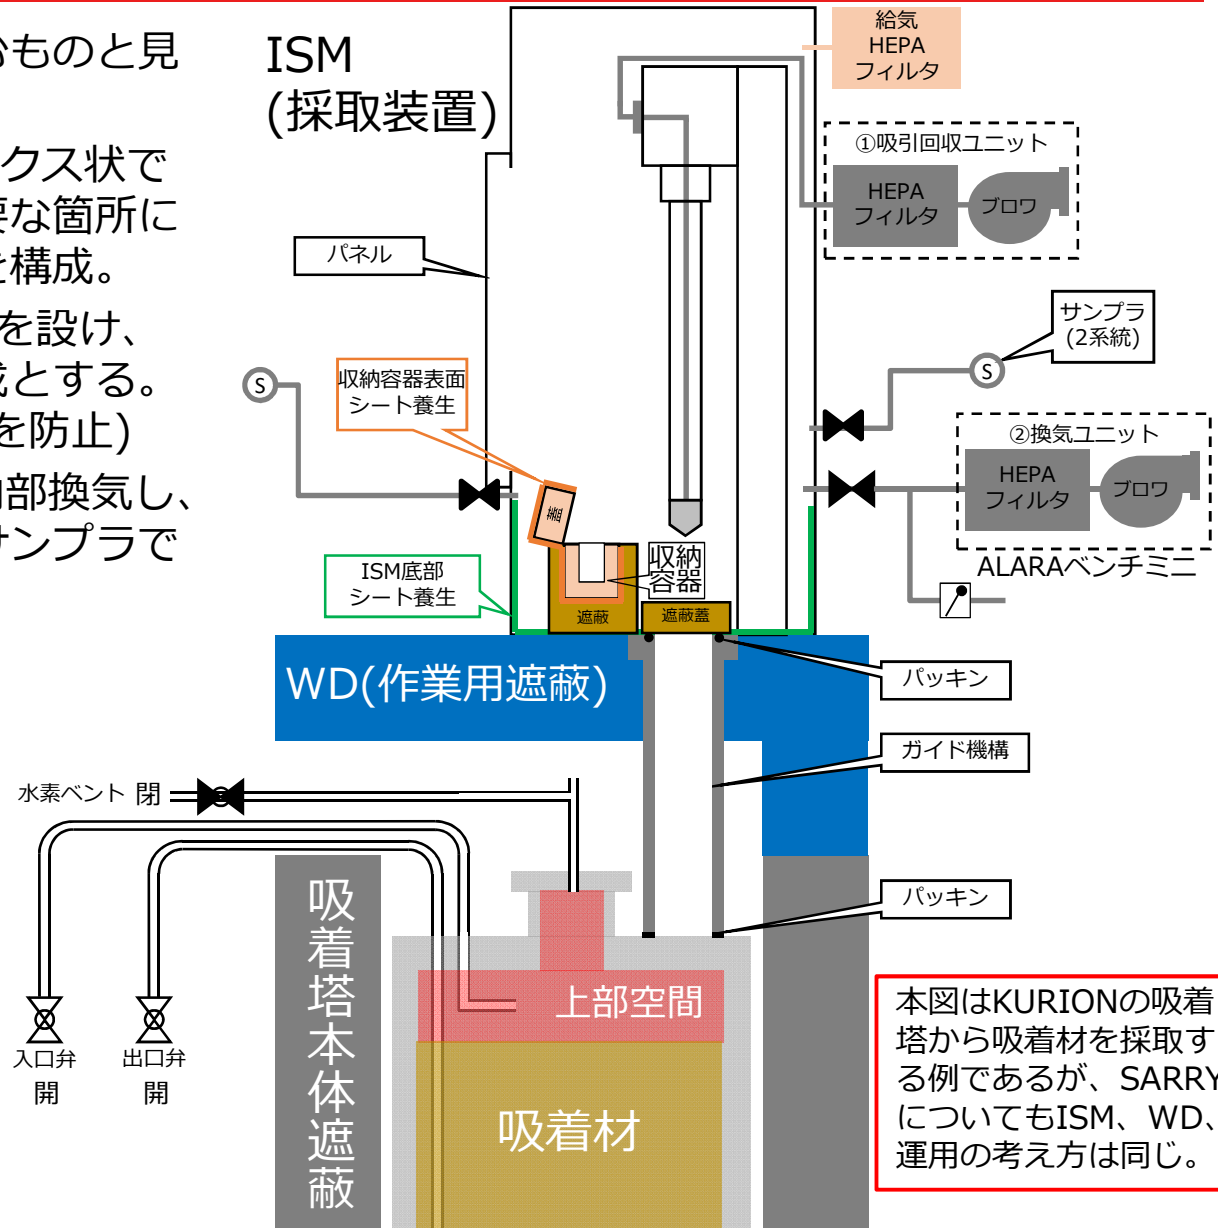 むものと見
ックス状で
要な箇所に
を構成。
を設け、
成とする。
を防止)
内部換気し、
サンプラで
ISM
(採取装置)
給気
HEPA
フィルタ
①吸引回収ユニット
HEPA
フィルタ
ブロワ
パネル
サンプラ
(2系統)
S
S
収納容器表面
シート養生
②換気ユニット
HEPA
フィルタ
ブロワ
ALARAベンチミニ
蓋
収納
容器
ISM底部
シート養生
遮蔽
遮蔽蓋
WD(作業用遮蔽)
パッキン
ガイド機構
水素ベント 閉
パッキン
吸着塔本体遮蔽
上部空間
入口弁
開
出口弁
開
吸着材
本図はKURIONの吸着
塔から吸着材を採取す
る例であるが、SARRY
についてもISM、WD、
運用の考え方は同じ。